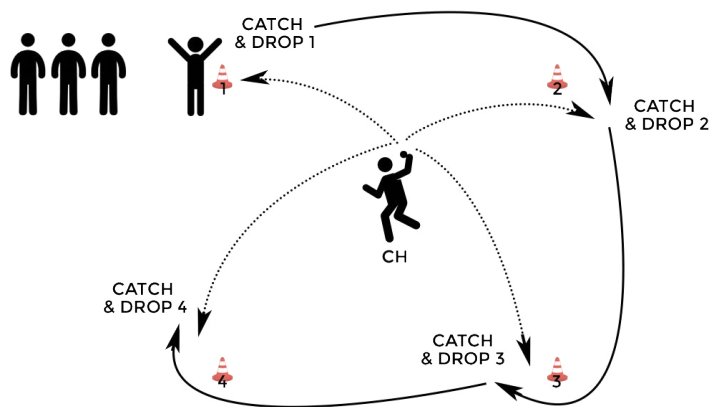 CATCH
& DROP 1
1
2
CATCH
& DROP 2
CH
CATCH
& DROP 4
CATCH
& DROP 3
4
3